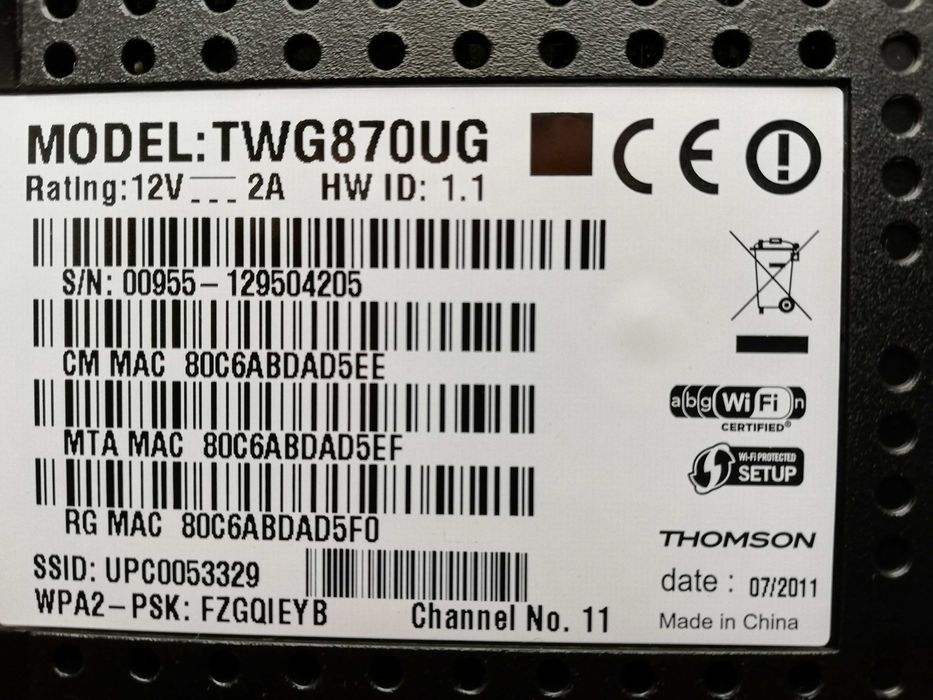 MODEL:TWG870UG
CE
Rating:12V 2A HW ID: 1.1
S/N: 00955-129504205
CM MAC 80C6ABDAD5EE
MTA MAC 80C6ABDAD5EF
RG MAC 80C6ABDAD5F0
SSID: UPC0053329
WPA2-PSK: FZGQIEYB
Channel No. 11
abg WiFi n
CERTIFIED®
Wi-Fi PROTECTED
SETUP
THOMSON
date : 07/2011
Made in China